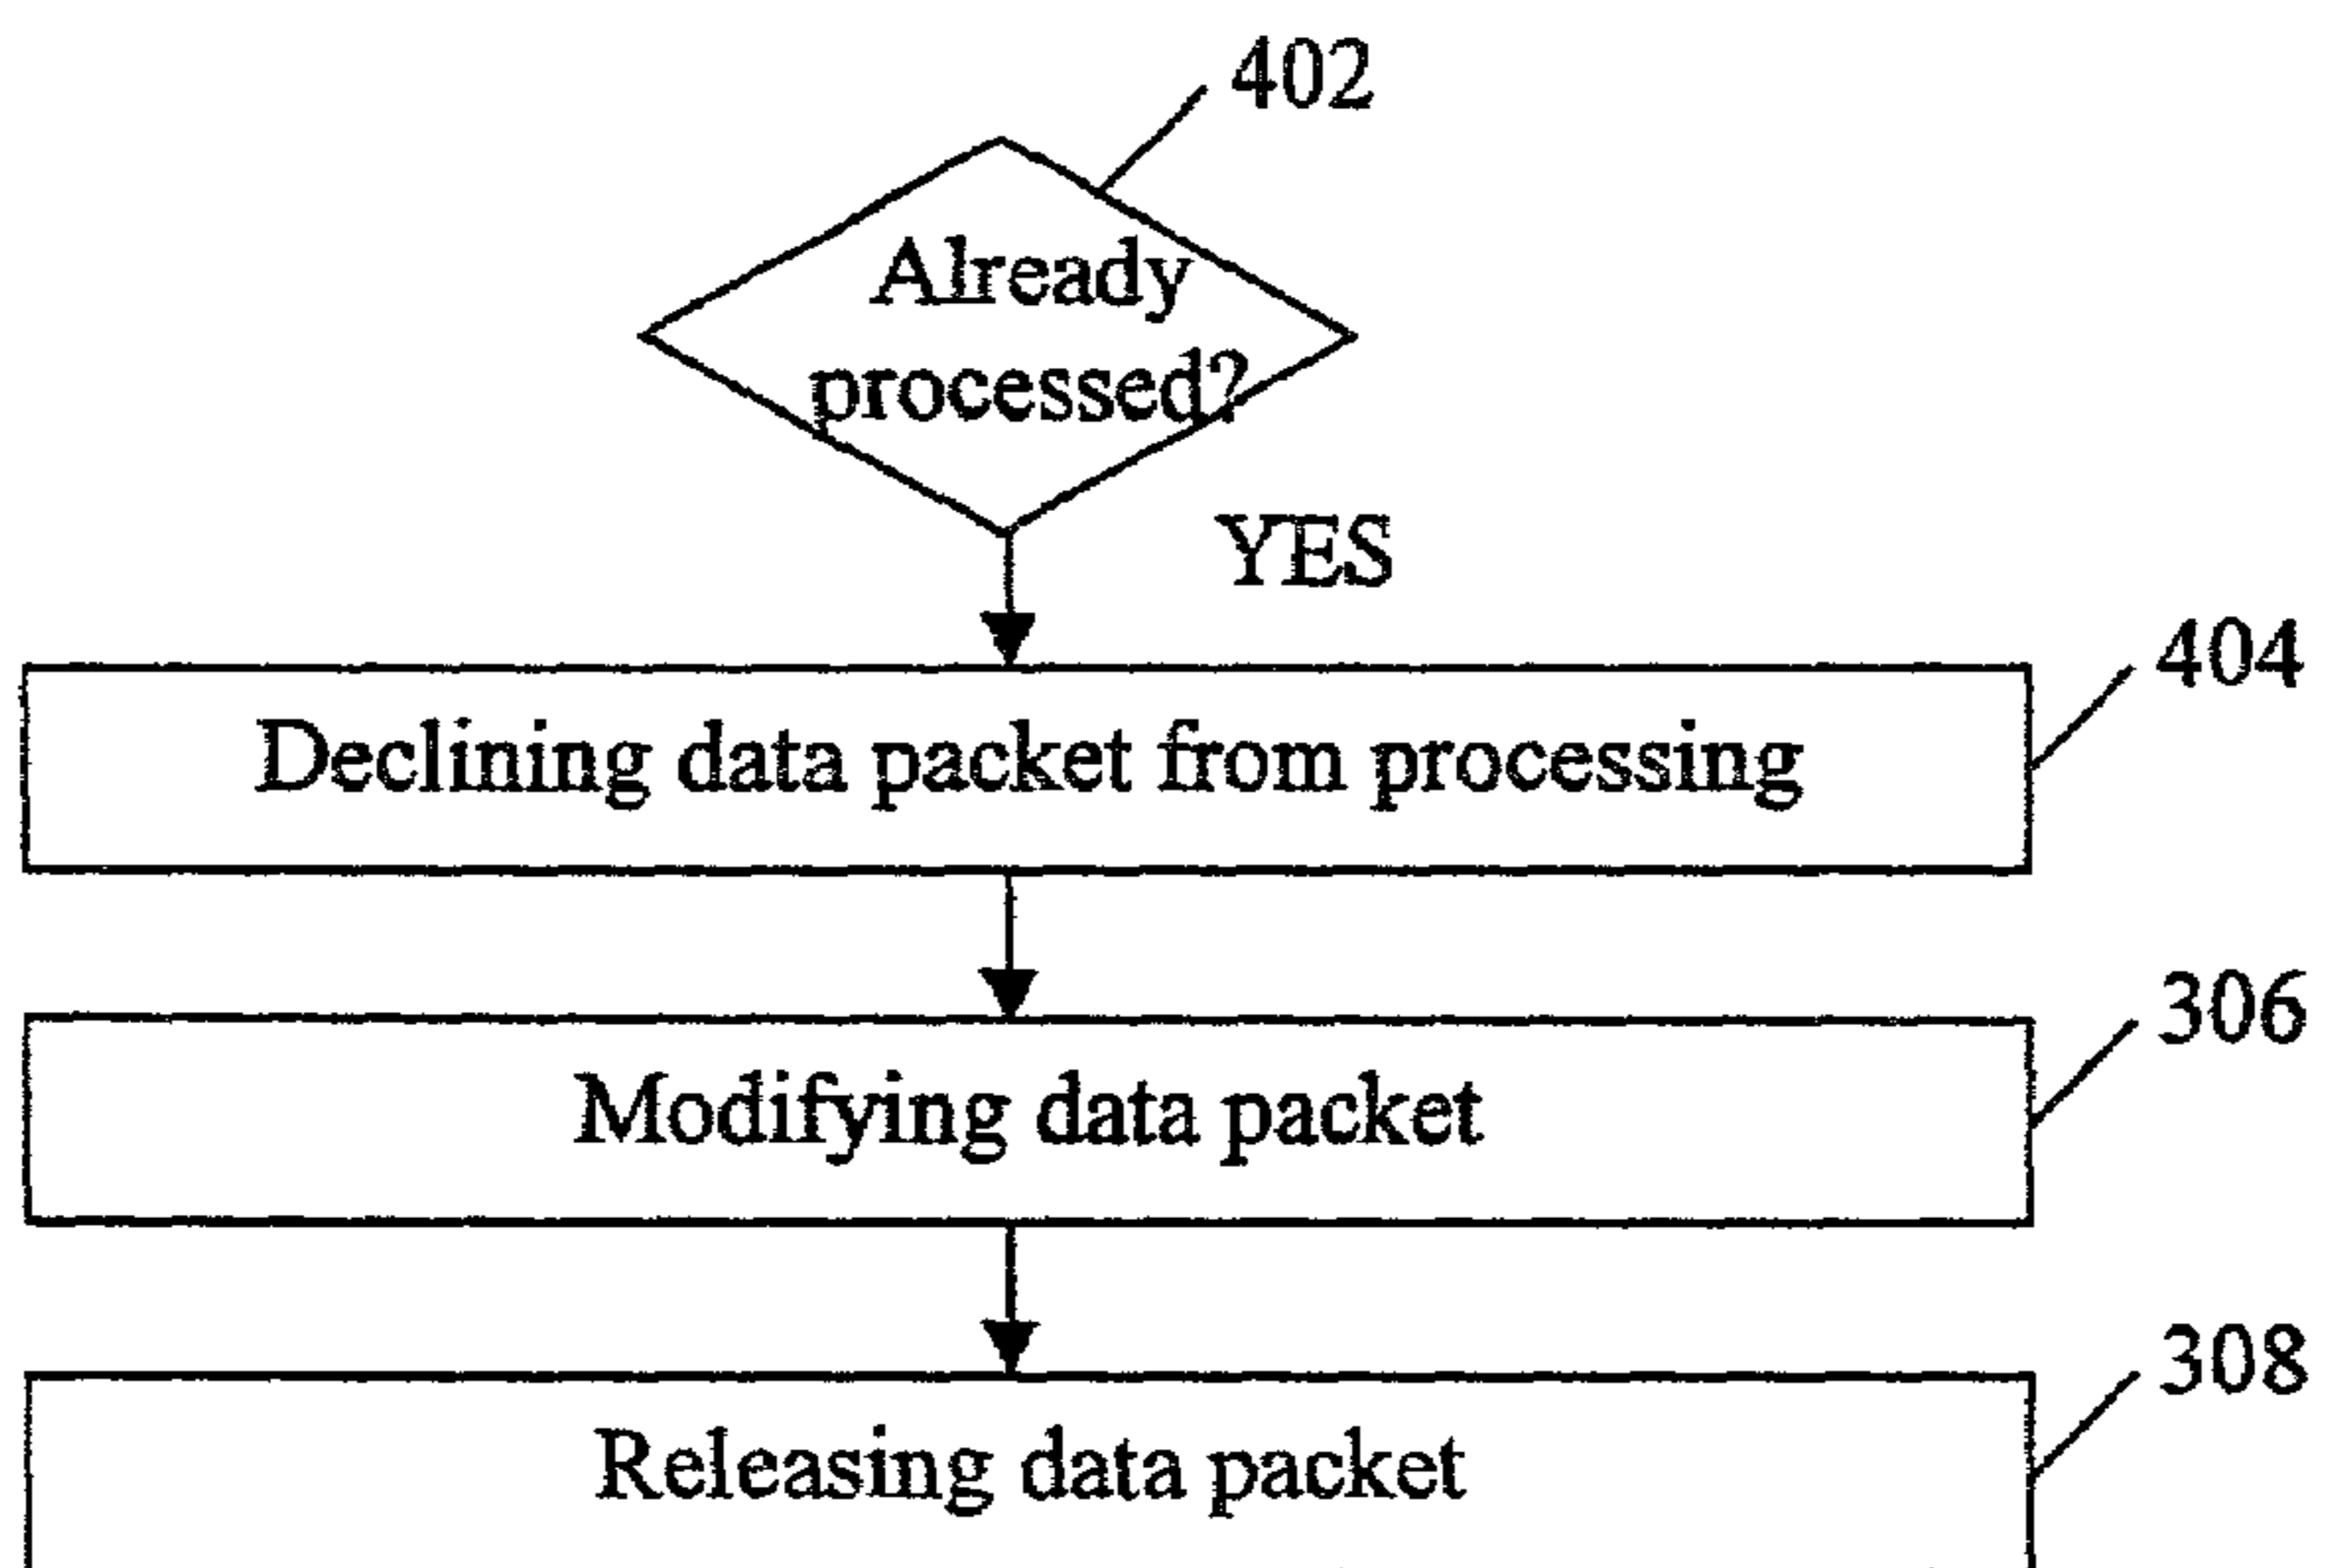 402
Already
processed?
YES
404
Declining data packet from processing
306
Modifying data packet
308
Releasing data packet